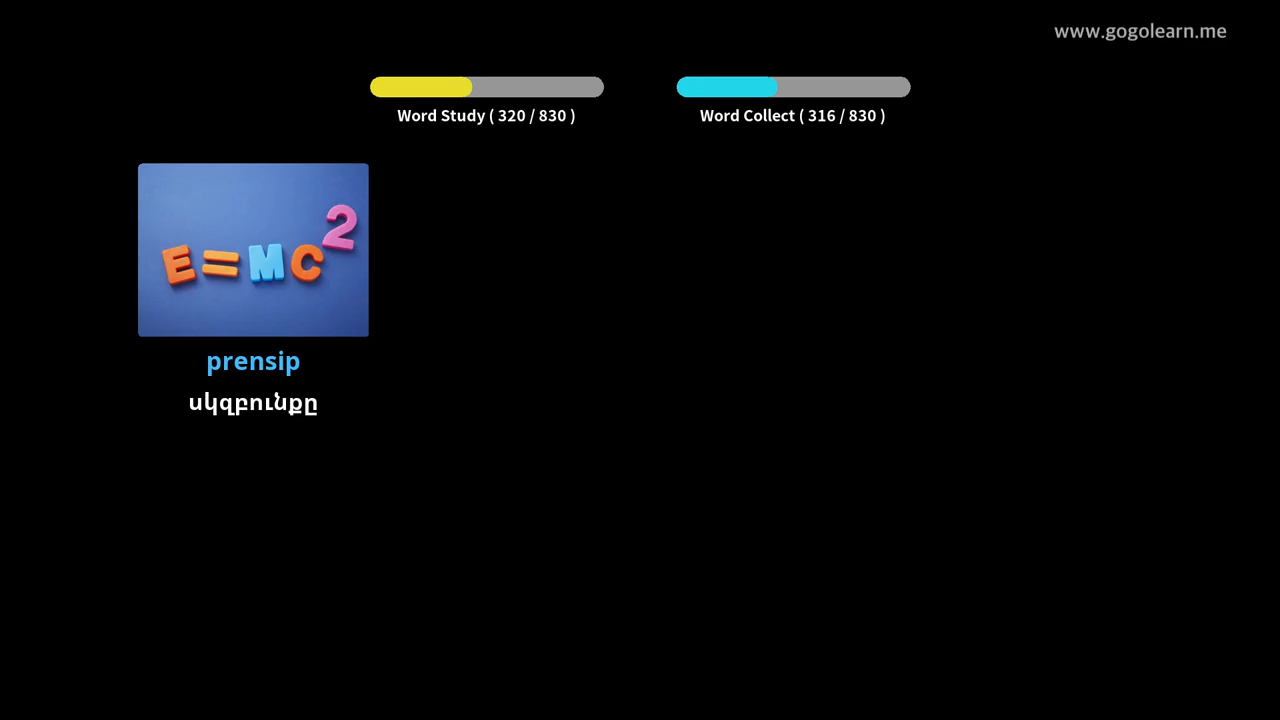 www.gogolearn.me
Word Study ( 320 / 830 )
Word Collect ( 316 / 830 )
E=MC²
prensip
սկզբունքը